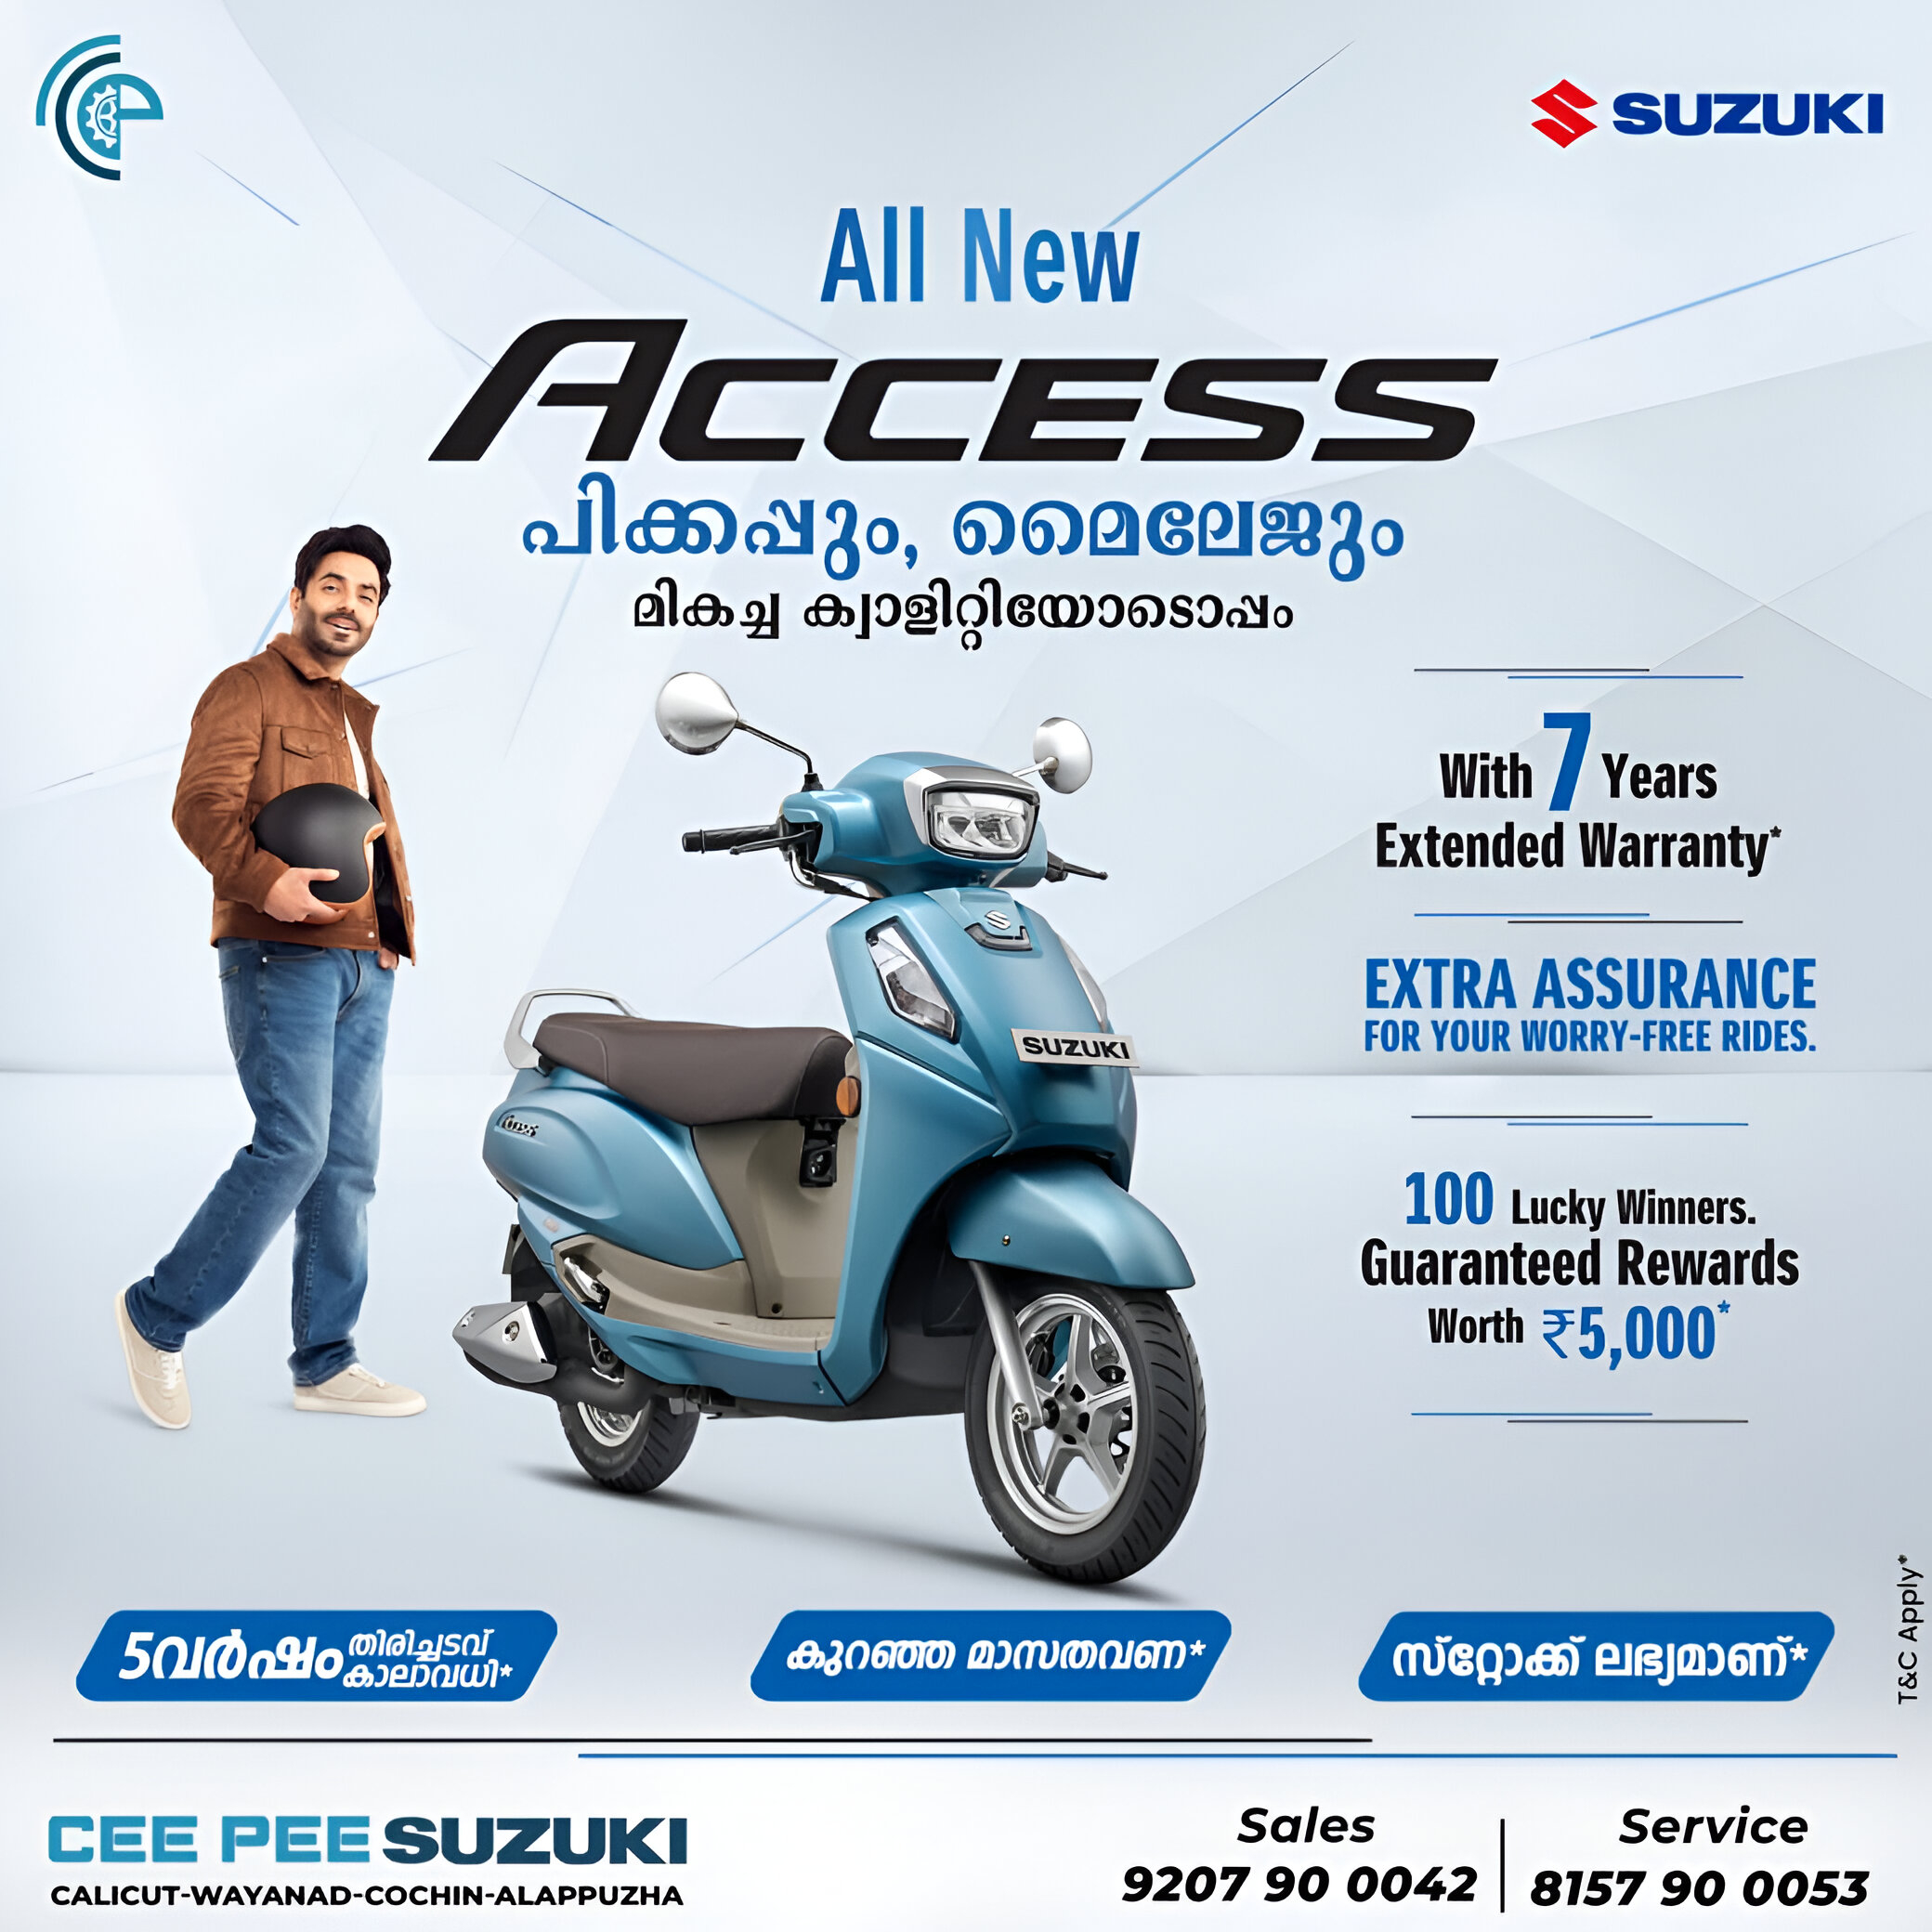 SUZUKI
All New
ACCESS
പിക്കപ്പും, മൈലേജും
മികച്ച ക്വാളിറ്റിയോടൊപ്പം
With 7 Years
Extended Warranty*
EXTRA ASSURANCE
FOR YOUR WORRY-FREE RIDES.
100 Lucky Winners.
Guaranteed Rewards
Worth ₹5,000*
SUZUKI
Access
5വർഷം തിരിച്ചടവ്
കാലാവധി*
കുറഞ്ഞ മാസതവണ*
സ്റ്റോക്ക് ലഭ്യമാണ്*
T&C Apply*
CEE PEE SUZUKI
CALICUT-WAYANAD-COCHIN-ALAPPUZHA
Sales
9207 90 0042
Service
8157 90 0053